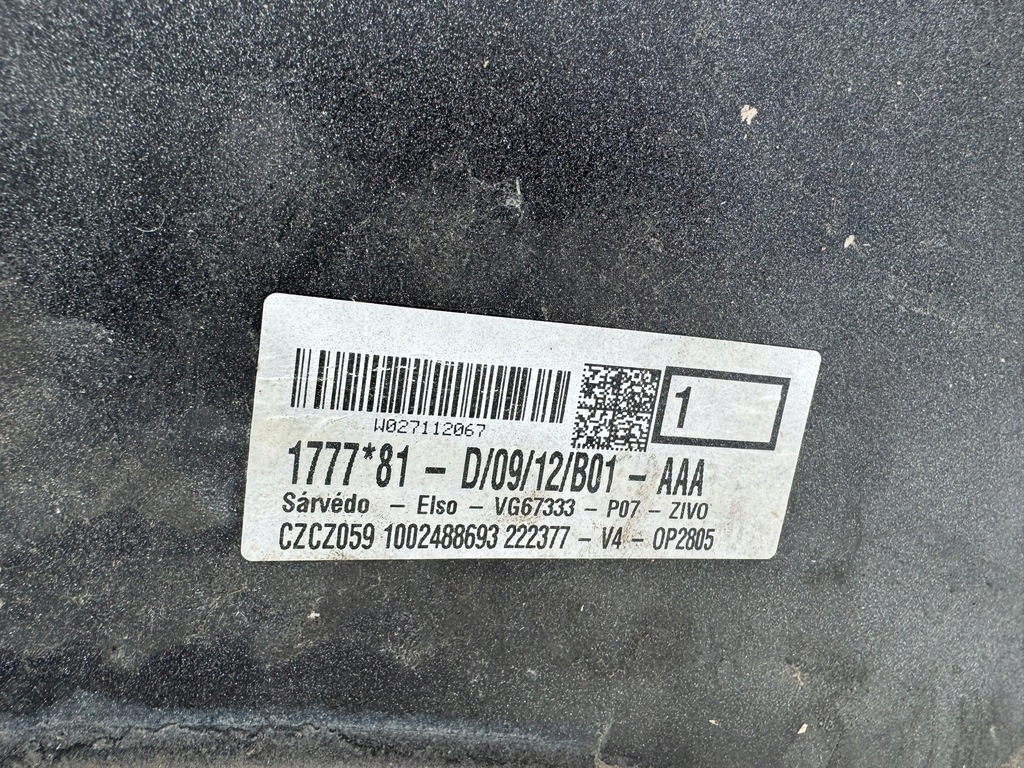 1
W027112067
1777*81 - D/09/12/B01 - AAA
Sárvédo - Elso - VG67333 - P07 - ZIVO
CZCZ059 1002488693 222377 - V4 - OP2805